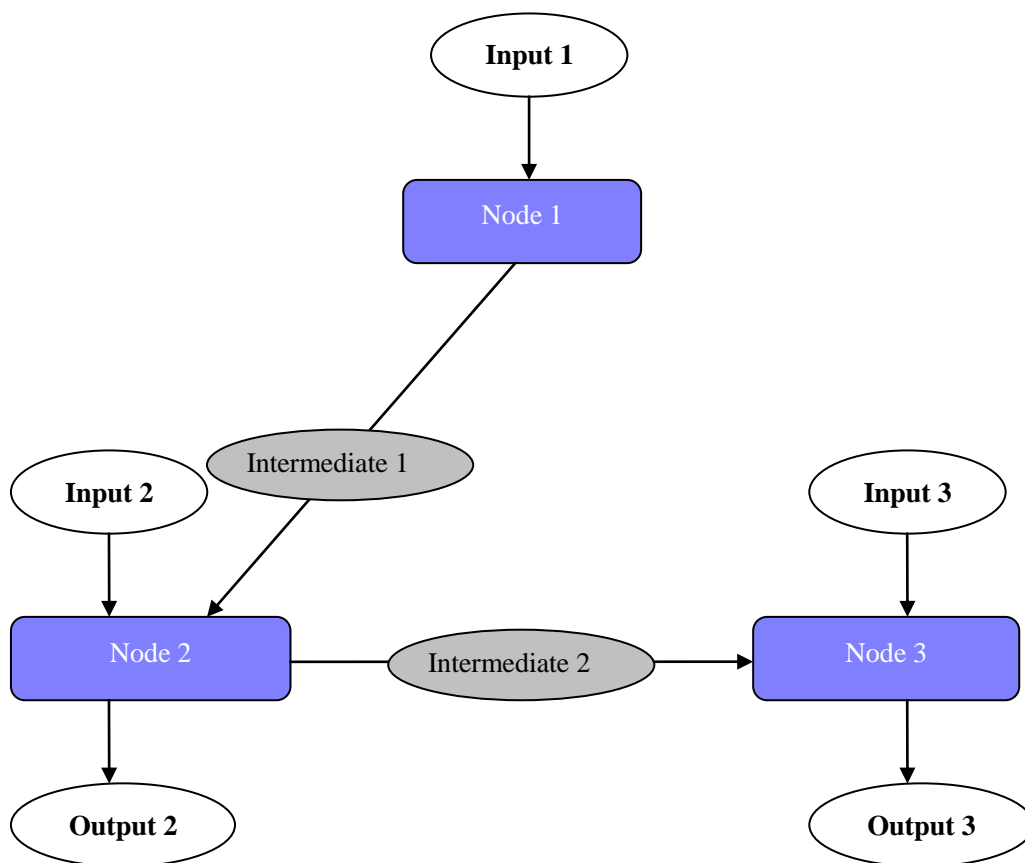 Input 1
Node 1
Intermediate 1
Input 2
Input 3
Node 2
Intermediate 2
Node 3
Output 2
Output 3